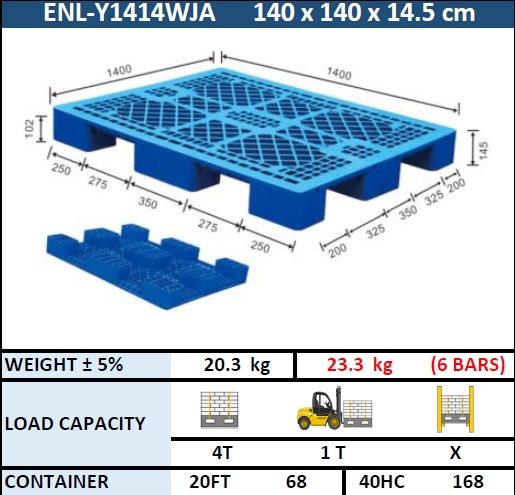 ENL-Y1414WJA 140 x 140 x 14.5 cm
1400
1400
102
145
250
275
350
275
250
200
325
350
325
200
WEIGHT ± 5% 20.3 kg 23.3 kg (6 BARS)
LOAD CAPACITY
4T 1 T X
CONTAINER 20FT 68 40HC 168